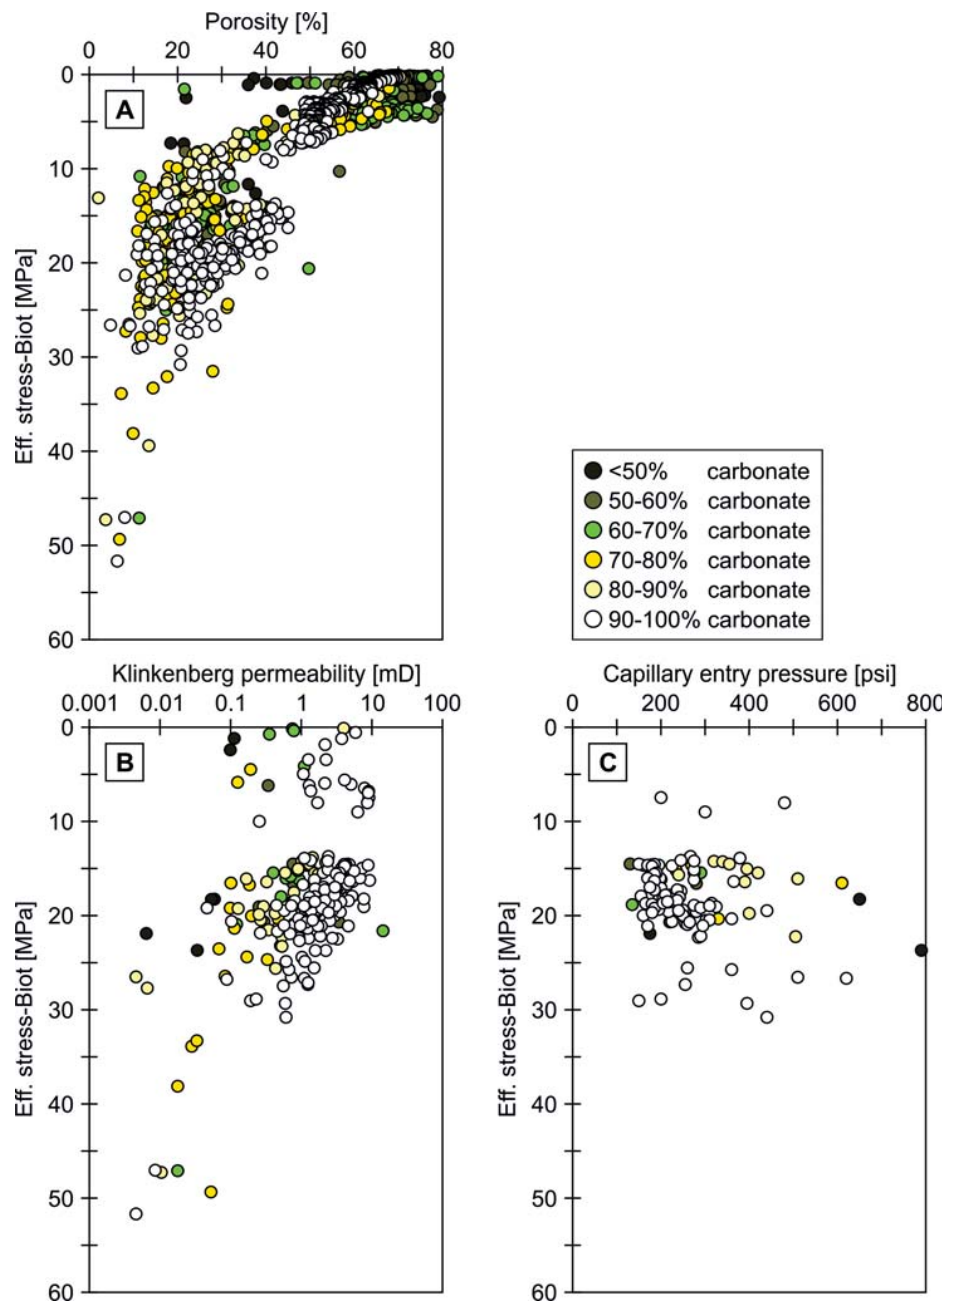 Porosity [%]
0 20 40 60 80
0
10
20
30
40
50
60
Eff. stress-Biot [MPa]
A
<50% carbonate
50-60% carbonate
60-70% carbonate
70-80% carbonate
80-90% carbonate
90-100% carbonate
Klinkenberg permeability [mD]
0.001 0.01 0.1 1 10 100
0
10
20
30
40
50
60
Eff. stress-Biot [MPa]
B
Capillary entry pressure [psi]
0 200 400 600 800
0
10
20
30
40
50
60
Eff. stress-Biot [MPa]
C